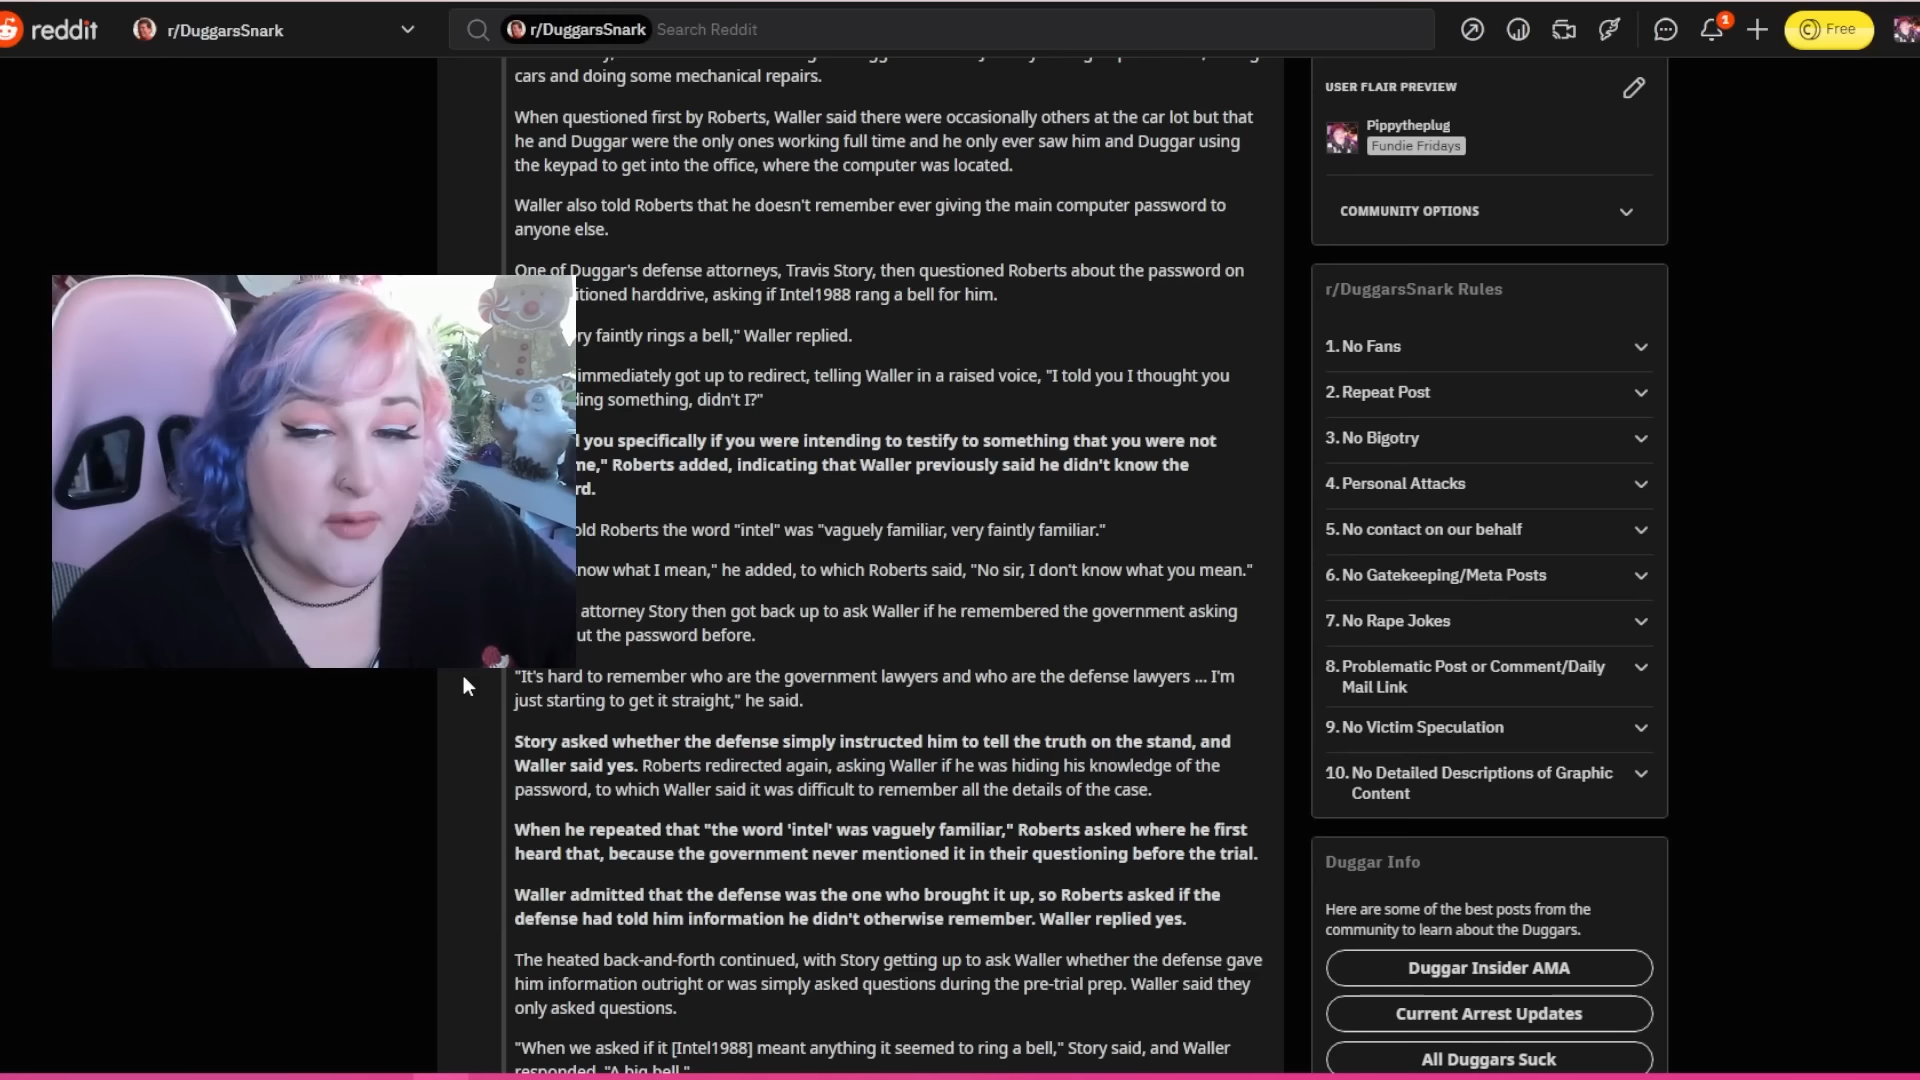 reddit
r/DuggarsSnark
r/DuggarsSnark Search Reddit
1
Free
cars and doing some mechanical repairs.
When questioned first by Roberts, Waller said there were occasionally others at the car lot but that
he and Duggar were the only ones working full time and he only ever saw him and Duggar using
the keypad to get into the office, where the computer was located.
Waller also told Roberts that he doesn't remember ever giving the main computer password to
anyone else.
One of Duggar's defense attorneys, Travis Story, then questioned Roberts about the password on
itioned harddrive, asking if Intel1988 rang a bell for him.
ry faintly rings a bell," Waller replied.
immediately got up to redirect, telling Waller in a raised voice, "I told you I thought you
ding something, didn't I?"
you specifically if you were intending to testify to something that you were not
me," Roberts added, indicating that Waller previously said he didn't know the
rd.
old Roberts the word "intel" was "vaguely familiar, very faintly familiar."
now what I mean," he added, to which Roberts said, "No sir, I don't know what you mean."
attorney Story then got back up to ask Waller if he remembered the government asking
ut the password before.
"It's hard to remember who are the government lawyers and who are the defense lawyers ... I'm
just starting to get it straight," he said.
Story asked whether the defense simply instructed him to tell the truth on the stand, and
Waller said yes. Roberts redirected again, asking Waller if he was hiding his knowledge of the
password, to which Waller said it was difficult to remember all the details of the case.
When he repeated that "the word 'intel' was vaguely familiar," Roberts asked where he first
heard that, because the government never mentioned it in their questioning before the trial.
Waller admitted that the defense was the one who brought it up, so Roberts asked if the
defense had told him information he didn't otherwise remember. Waller replied yes.
The heated back-and-forth continued, with Story getting up to ask Waller whether the defense gave
him information outright or was simply asked questions during the pre-trial prep. Waller said they
only asked questions.
"When we asked if it [Intel1988] meant anything it seemed to ring a bell," Story said, and Waller
responded, "A big bell."
USER FLAIR PREVIEW
Pippytheplug
Fundie Fridays
COMMUNITY OPTIONS
r/DuggarsSnark Rules
1. No Fans
2. Repeat Post
3. No Bigotry
4. Personal Attacks
5. No contact on our behalf
6. No Gatekeeping/Meta Posts
7. No Rape Jokes
8. Problematic Post or Comment/Daily
Mail Link
9. No Victim Speculation
10. No Detailed Descriptions of Graphic
Content
Duggar Info
Here are some of the best posts from the
community to learn about the Duggars.
Duggar Insider AMA
Current Arrest Updates
All Duggars Suck